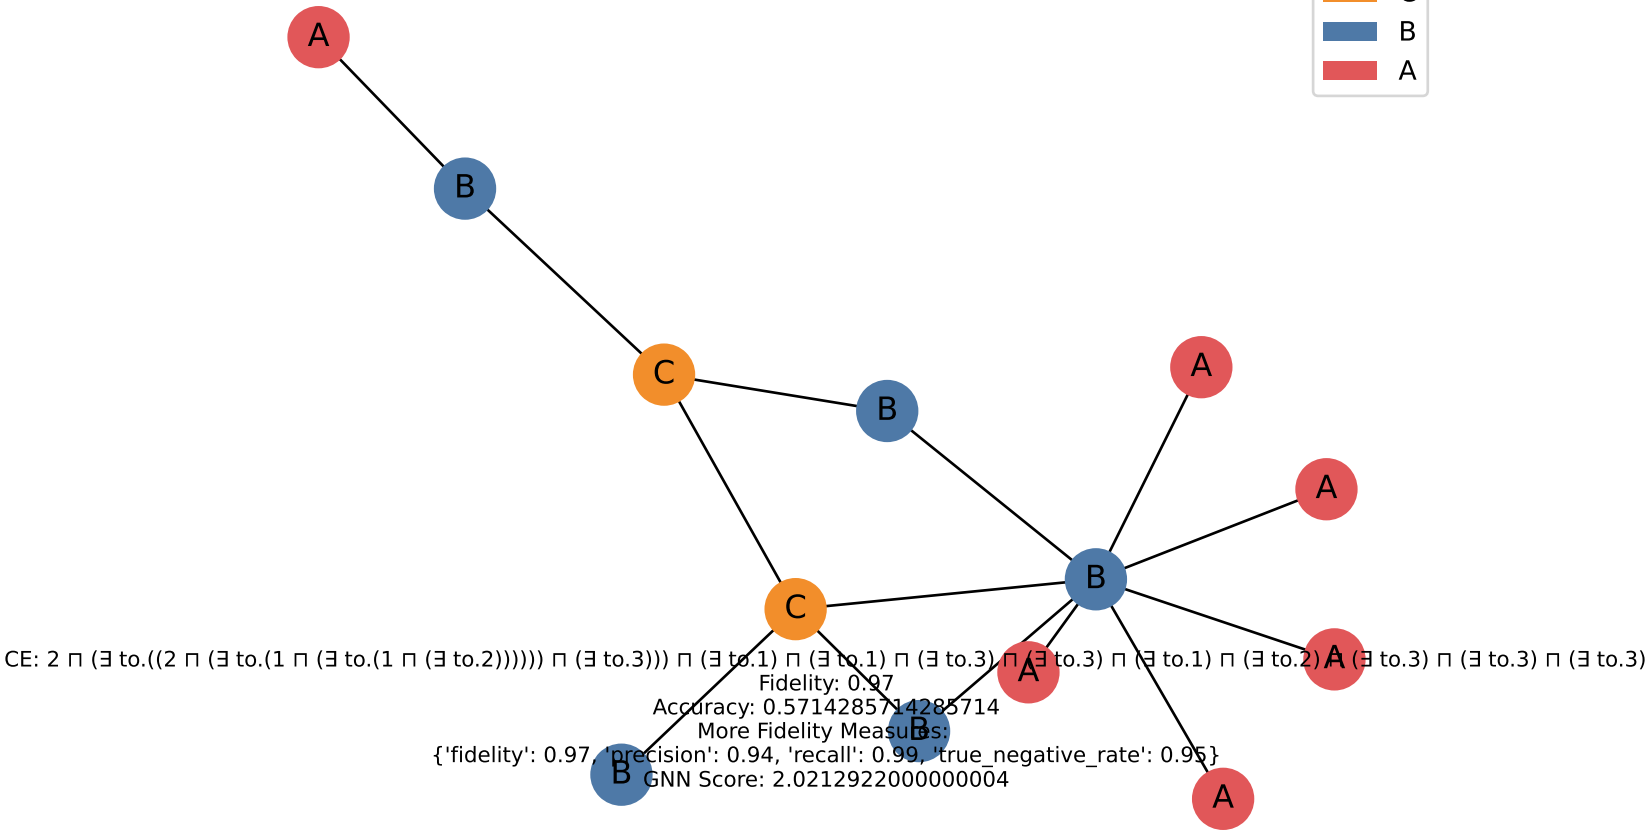 C
B
A
A
B
A
C
B
A
B
C
CE: 2 ⊓ (∃ to.((2 ⊓ (∃ to.(1 ⊓ (∃ to.(1 ⊓ (∃ to.2)))))) ⊓ (∃ to.3))) ⊓ (∃ to.1) ⊓ (∃ to.1) ⊓ (∃ to.3) ⊓ (∃ to.3) ⊓ (∃ to.1) ⊓ (∃ to.2) ⊓ (∃ to.3) ⊓ (∃ to.3) ⊓ (∃ to.3)
A
A
Fidelity: 0.97
Accuracy: 0.5714285714285714
More Fidelity Measures:
B
{'fidelity': 0.97, 'precision': 0.94, 'recall': 0.99, 'true_negative_rate': 0.95}
B
GNN Score: 2.0212922000000004
A